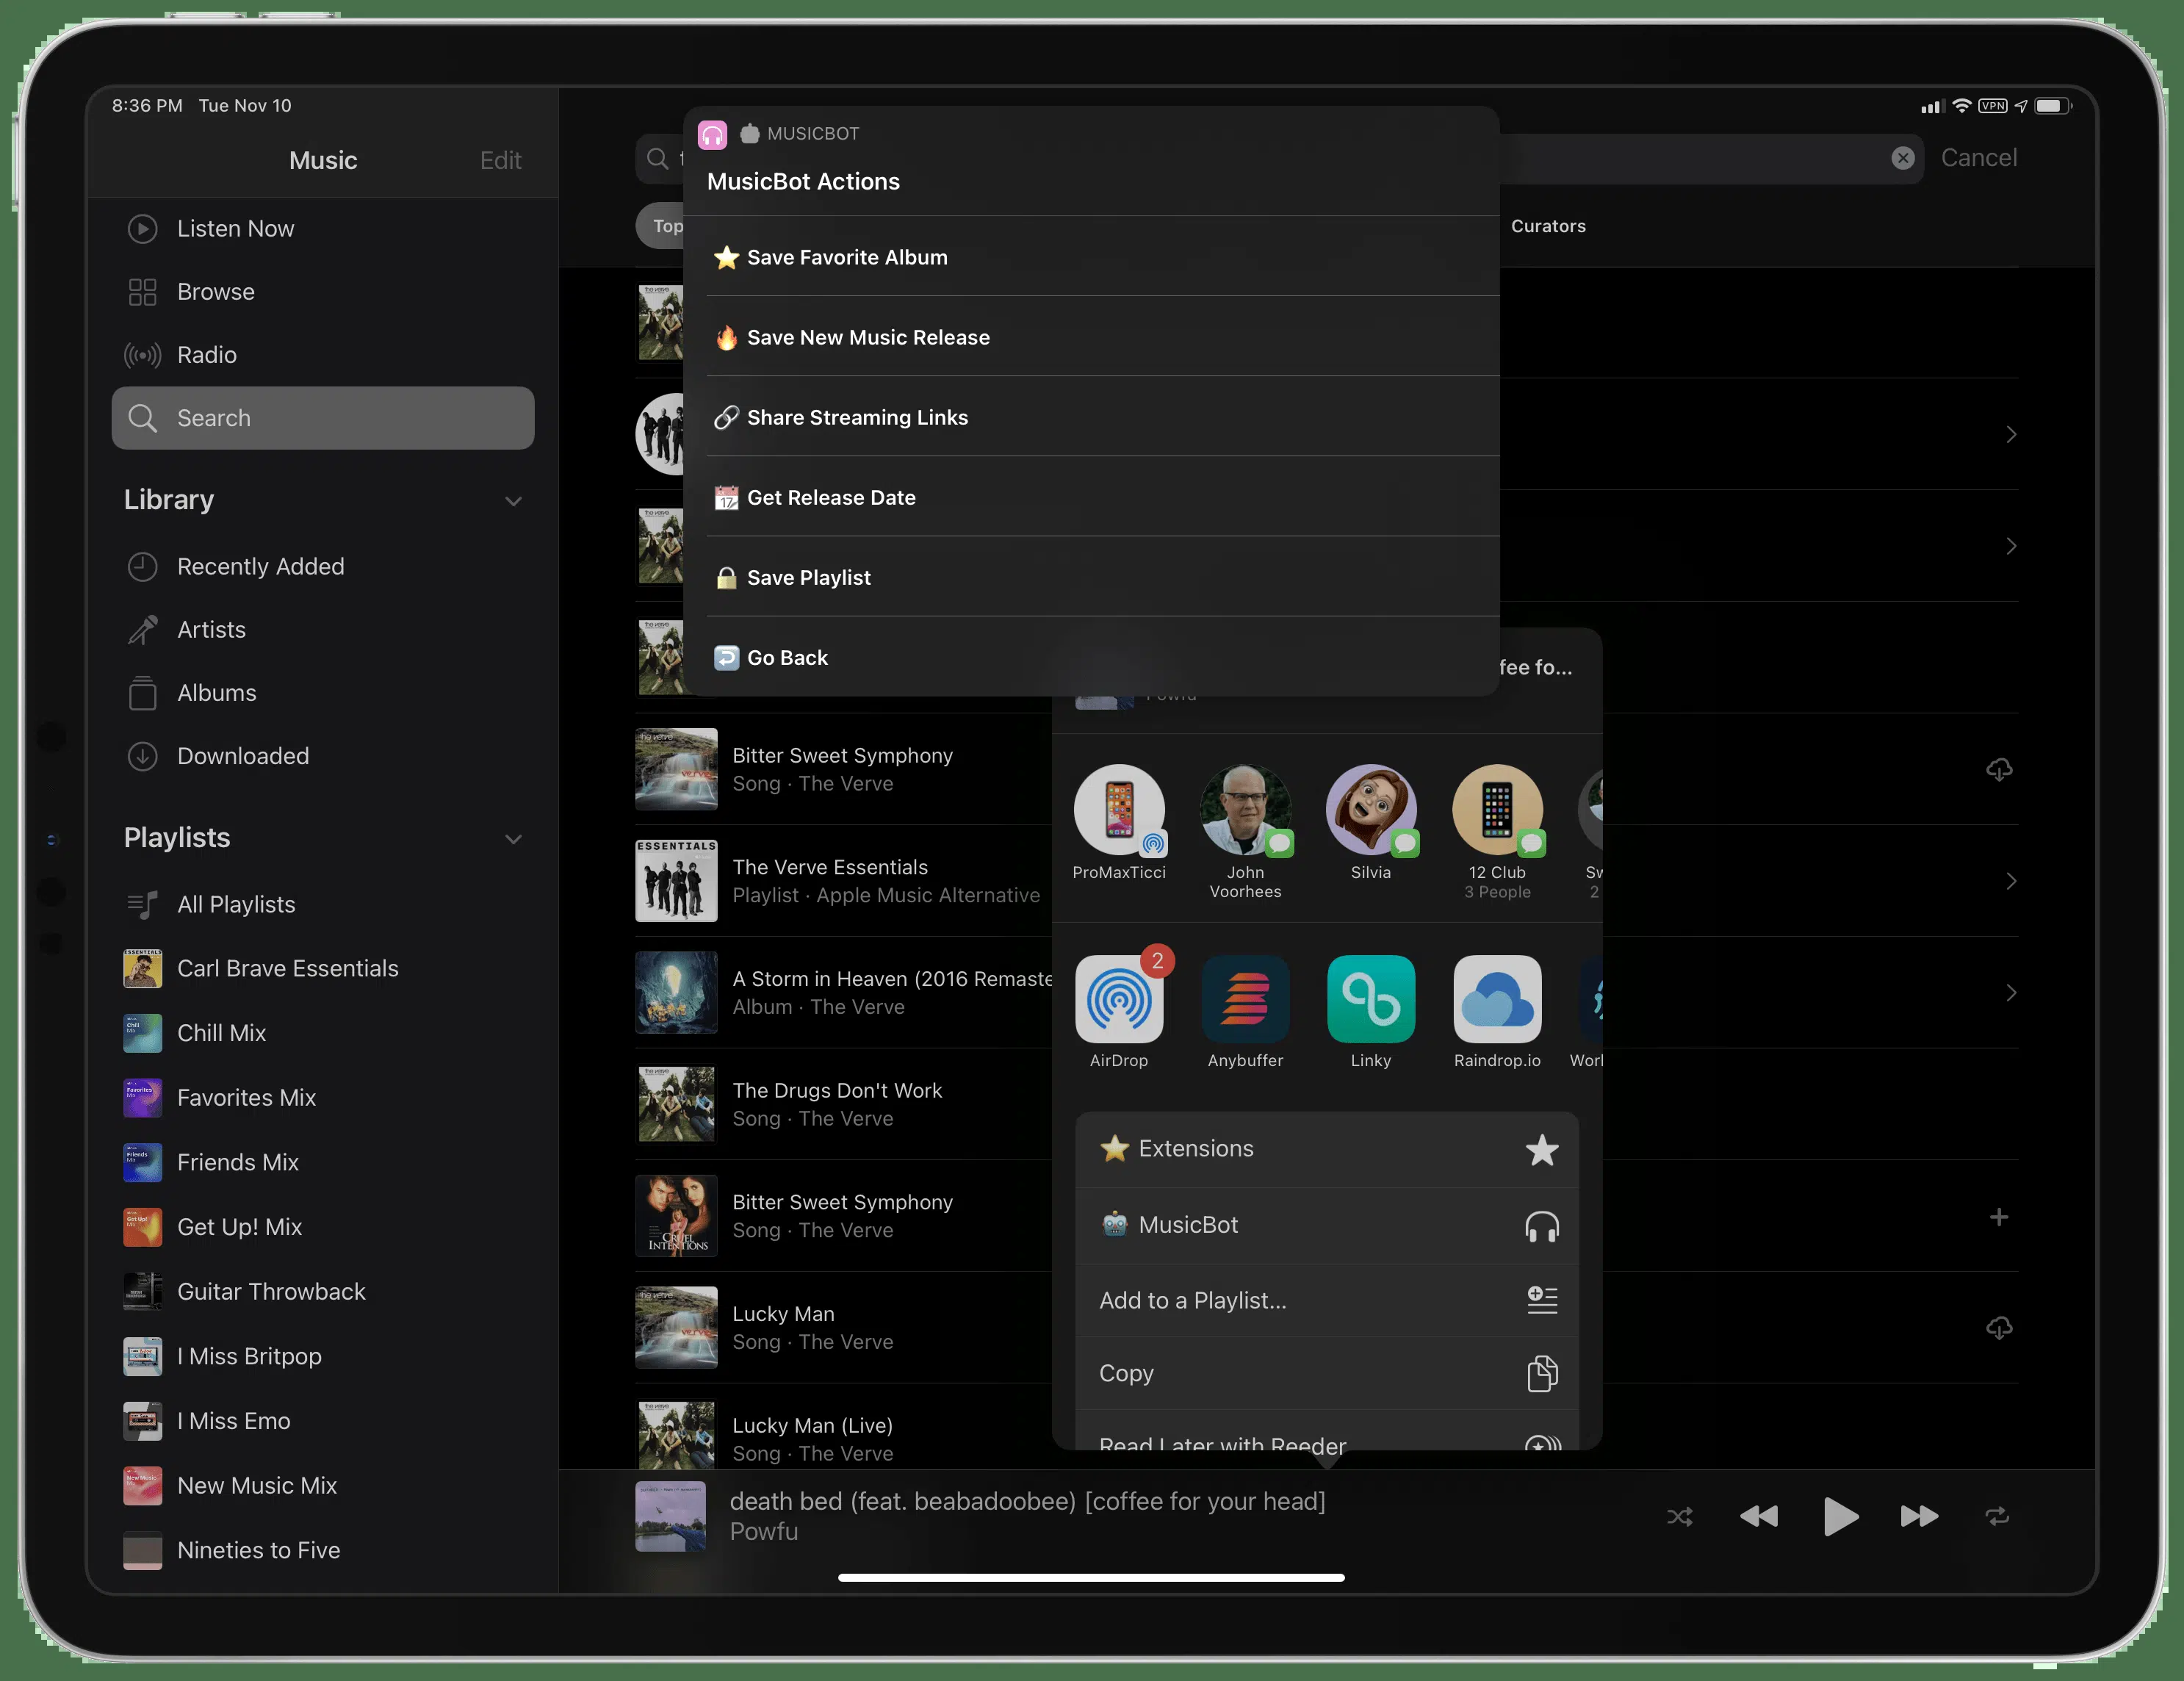 8:36 PM Tue Nov 10
VPN
Music
Edit
Listen Now
Browse
Radio
Search
Library
Recently Added
Artists
Albums
Downloaded
Playlists
All Playlists
Carl Brave Essentials
Chill Mix
Favorites Mix
Friends Mix
Get Up! Mix
Guitar Throwback
I Miss Britpop
I Miss Emo
New Music Mix
Nineties to Five
Cancel
Top
Curators
MUSICBOT
MusicBot Actions
Save Favorite Album
Save New Music Release
Share Streaming Links
17
Get Release Date
Save Playlist
Go Back
Bitter Sweet Symphony
Song · The Verve
ESSENTIALS
The Verve Essentials
Playlist · Apple Music Alternative
A Storm in Heaven (2016 Remaste
Album · The Verve
The Drugs Don't Work
Song · The Verve
CRUEL
INTENTIONS
Bitter Sweet Symphony
Song · The Verve
Lucky Man
Song · The Verve
Lucky Man (Live)
Song · The Verve
fee fo...
Powfu
ProMaxTicci
John
Voorhees
Silvia
12 Club
3 People
Sw
2
2
AirDrop
Anybuffer
Linky
Raindrop.io
Worl
Extensions
MusicBot
Add to a Playlist...
Copy
Read Later with Reeder
death bed (feat. beabadoobee) [coffee for your head]
Powfu